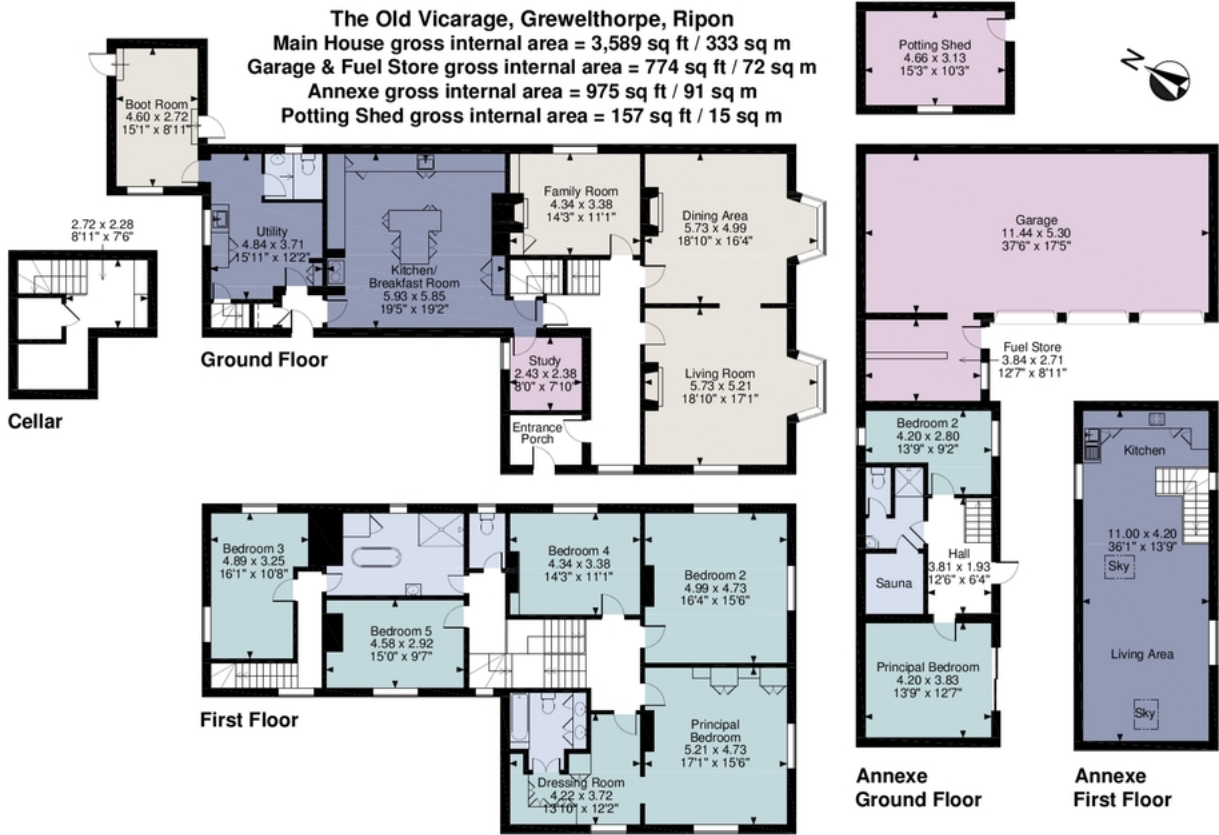 The Old Vicarage, Grewelthorpe, Ripon
Main House gross internal area = 3,589 sq ft / 333 sq m
Garage & Fuel Store gross internal area = 774 sq ft / 72 sq m
Annexe gross internal area = 975 sq ft / 91 sq m
Potting Shed gross internal area = 157 sq ft / 15 sq m
Potting Shed
4.66 x 3.13
15'3" x 10'3"
N
Boot Room
4.60 x 2.72
15'1" x 8'11"
2.72 x 2.28
8'11" x 7'6"
Utility
4.84 x 3.71
15'11" x 12'2"
Kitchen/
Breakfast Room
5.93 x 5.85
19'5" x 19'2"
Family Room
4.34 x 3.38
14'3" x 11'1"
Dining Area
5.73 x 4.99
18'10" x 16'4"
Garage
11.44 x 5.30
37'6" x 17'5"
Ground Floor
Study
2.43 x 2.38
8'0" x 7'10"
Living Room
5.73 x 5.21
18'10" x 17'1"
Fuel Store
3.84 x 2.71
12'7" x 8'11"
Cellar
Entrance
Porch
Bedroom 2
4.20 x 2.80
13'9" x 9'2"
Kitchen
Bedroom 3
4.89 x 3.25
16'1" x 10'8"
Bedroom 4
4.34 x 3.38
14'3" x 11'1"
Bedroom 2
4.99 x 4.73
16'4" x 15'6"
Hall
3.81 x 1.93
12'6" x 6'4"
Sauna
11.00 x 4.20
36'1" x 13'9"
Sky
Bedroom 5
4.58 x 2.92
15'0" x 9'7"
Principal Bedroom
4.20 x 3.83
13'9" x 12'7"
Living Area
Sky
First Floor
Principal
Bedroom
5.21 x 4.73
17'1" x 15'6"
Dressing Room
4.22 x 3.72
13'10" x 12'2"
Annexe
Ground Floor
Annexe
First Floor